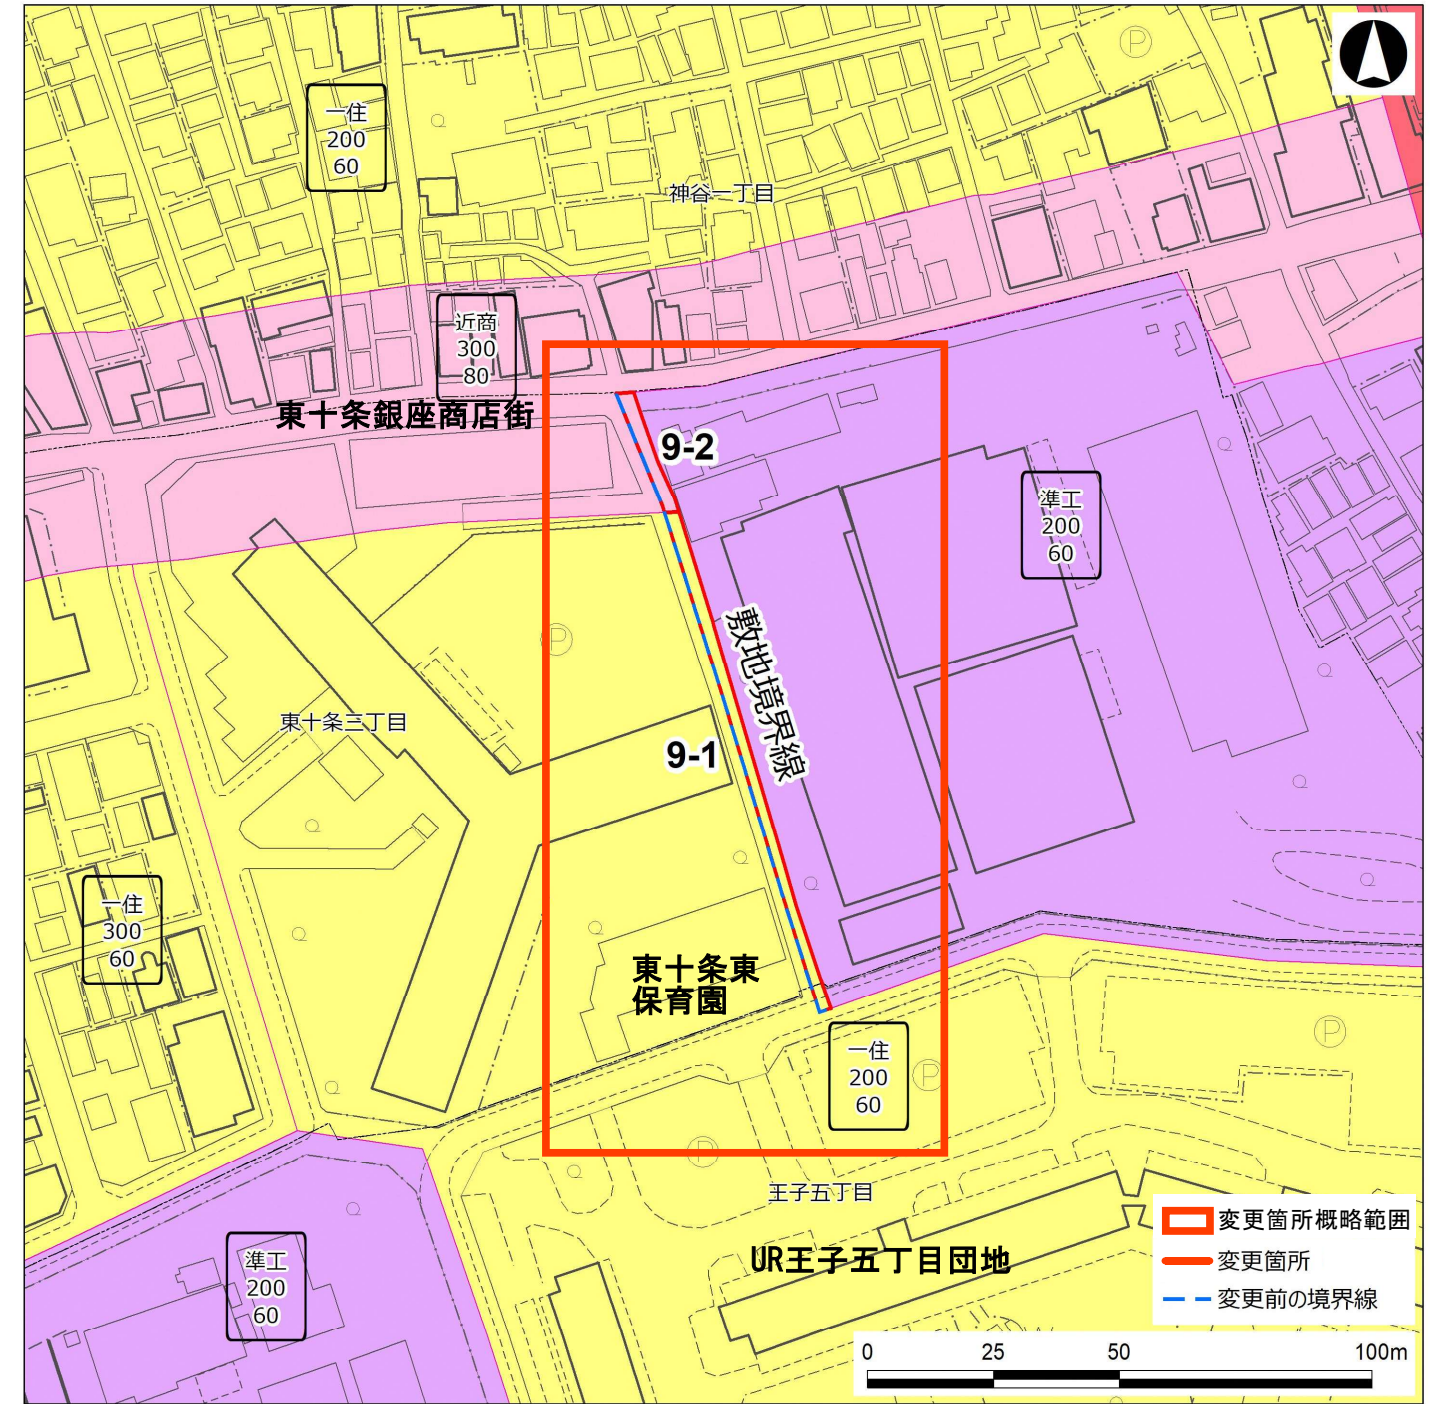 P
一住
200
60
神谷一丁目
近商
300
80
東十条銀座商店街
9-2
準工
200
60
敷地境界線
P
東十条三丁目
9-1
一住
300
60
東十条東
保育園
一住
200
60
P
P
P
王子五丁目
準工
200
60
UR王子五丁目団地
変更箇所概略範囲
変更箇所
変更前の境界線
0 25 50 100m